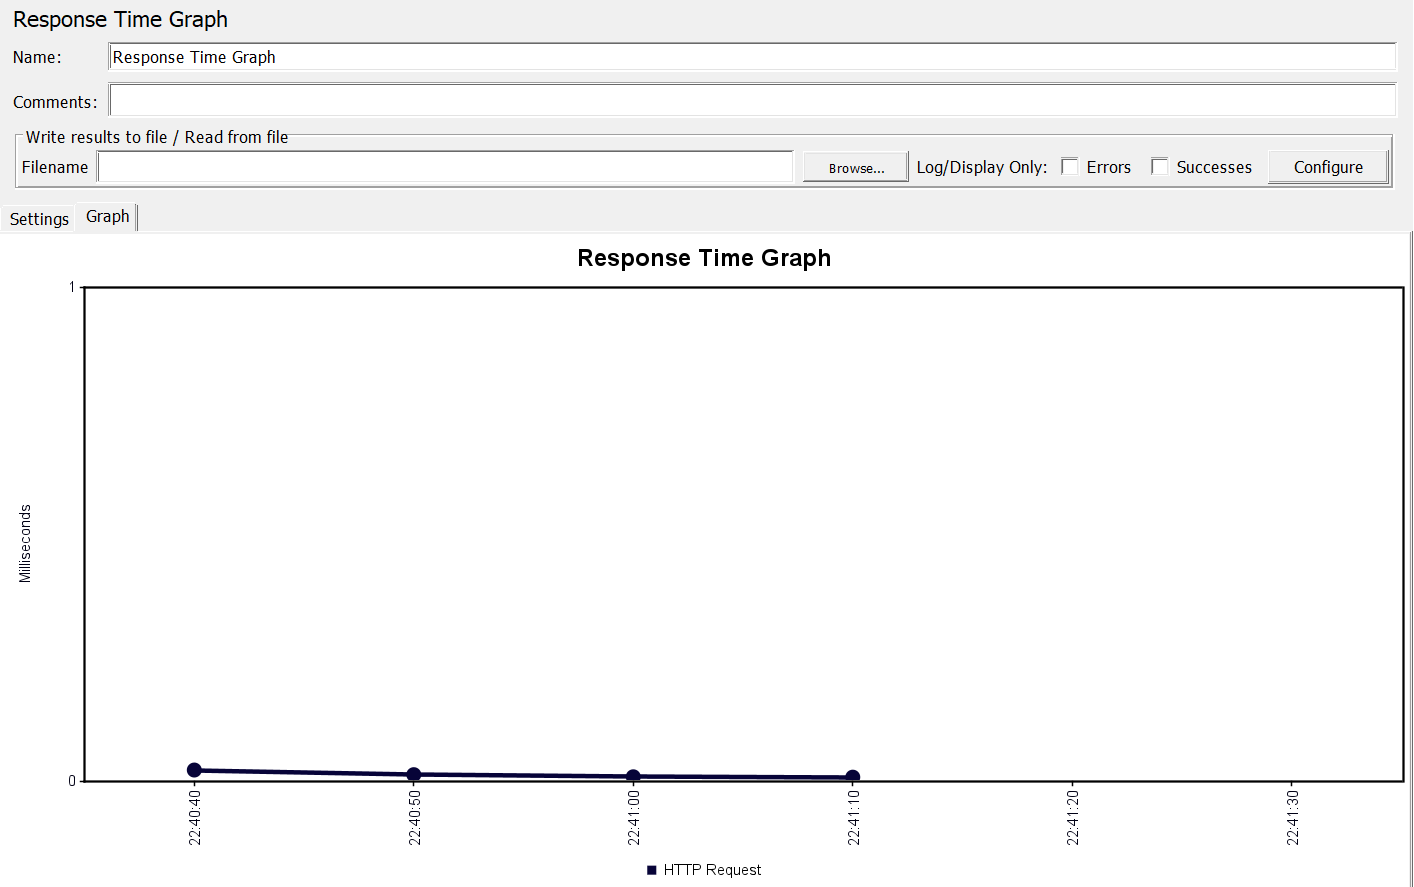 Response Time Graph
Name: Response Time Graph
Comments:
Write results to file / Read from file
Filename Browse... Log/Display Only: Errors Successes Configure
Settings Graph
Response Time Graph
1
Milliseconds
0
22:40:40 22:40:50 22:41:00 22:41:10 22:41:20 22:41:30
HTTP Request